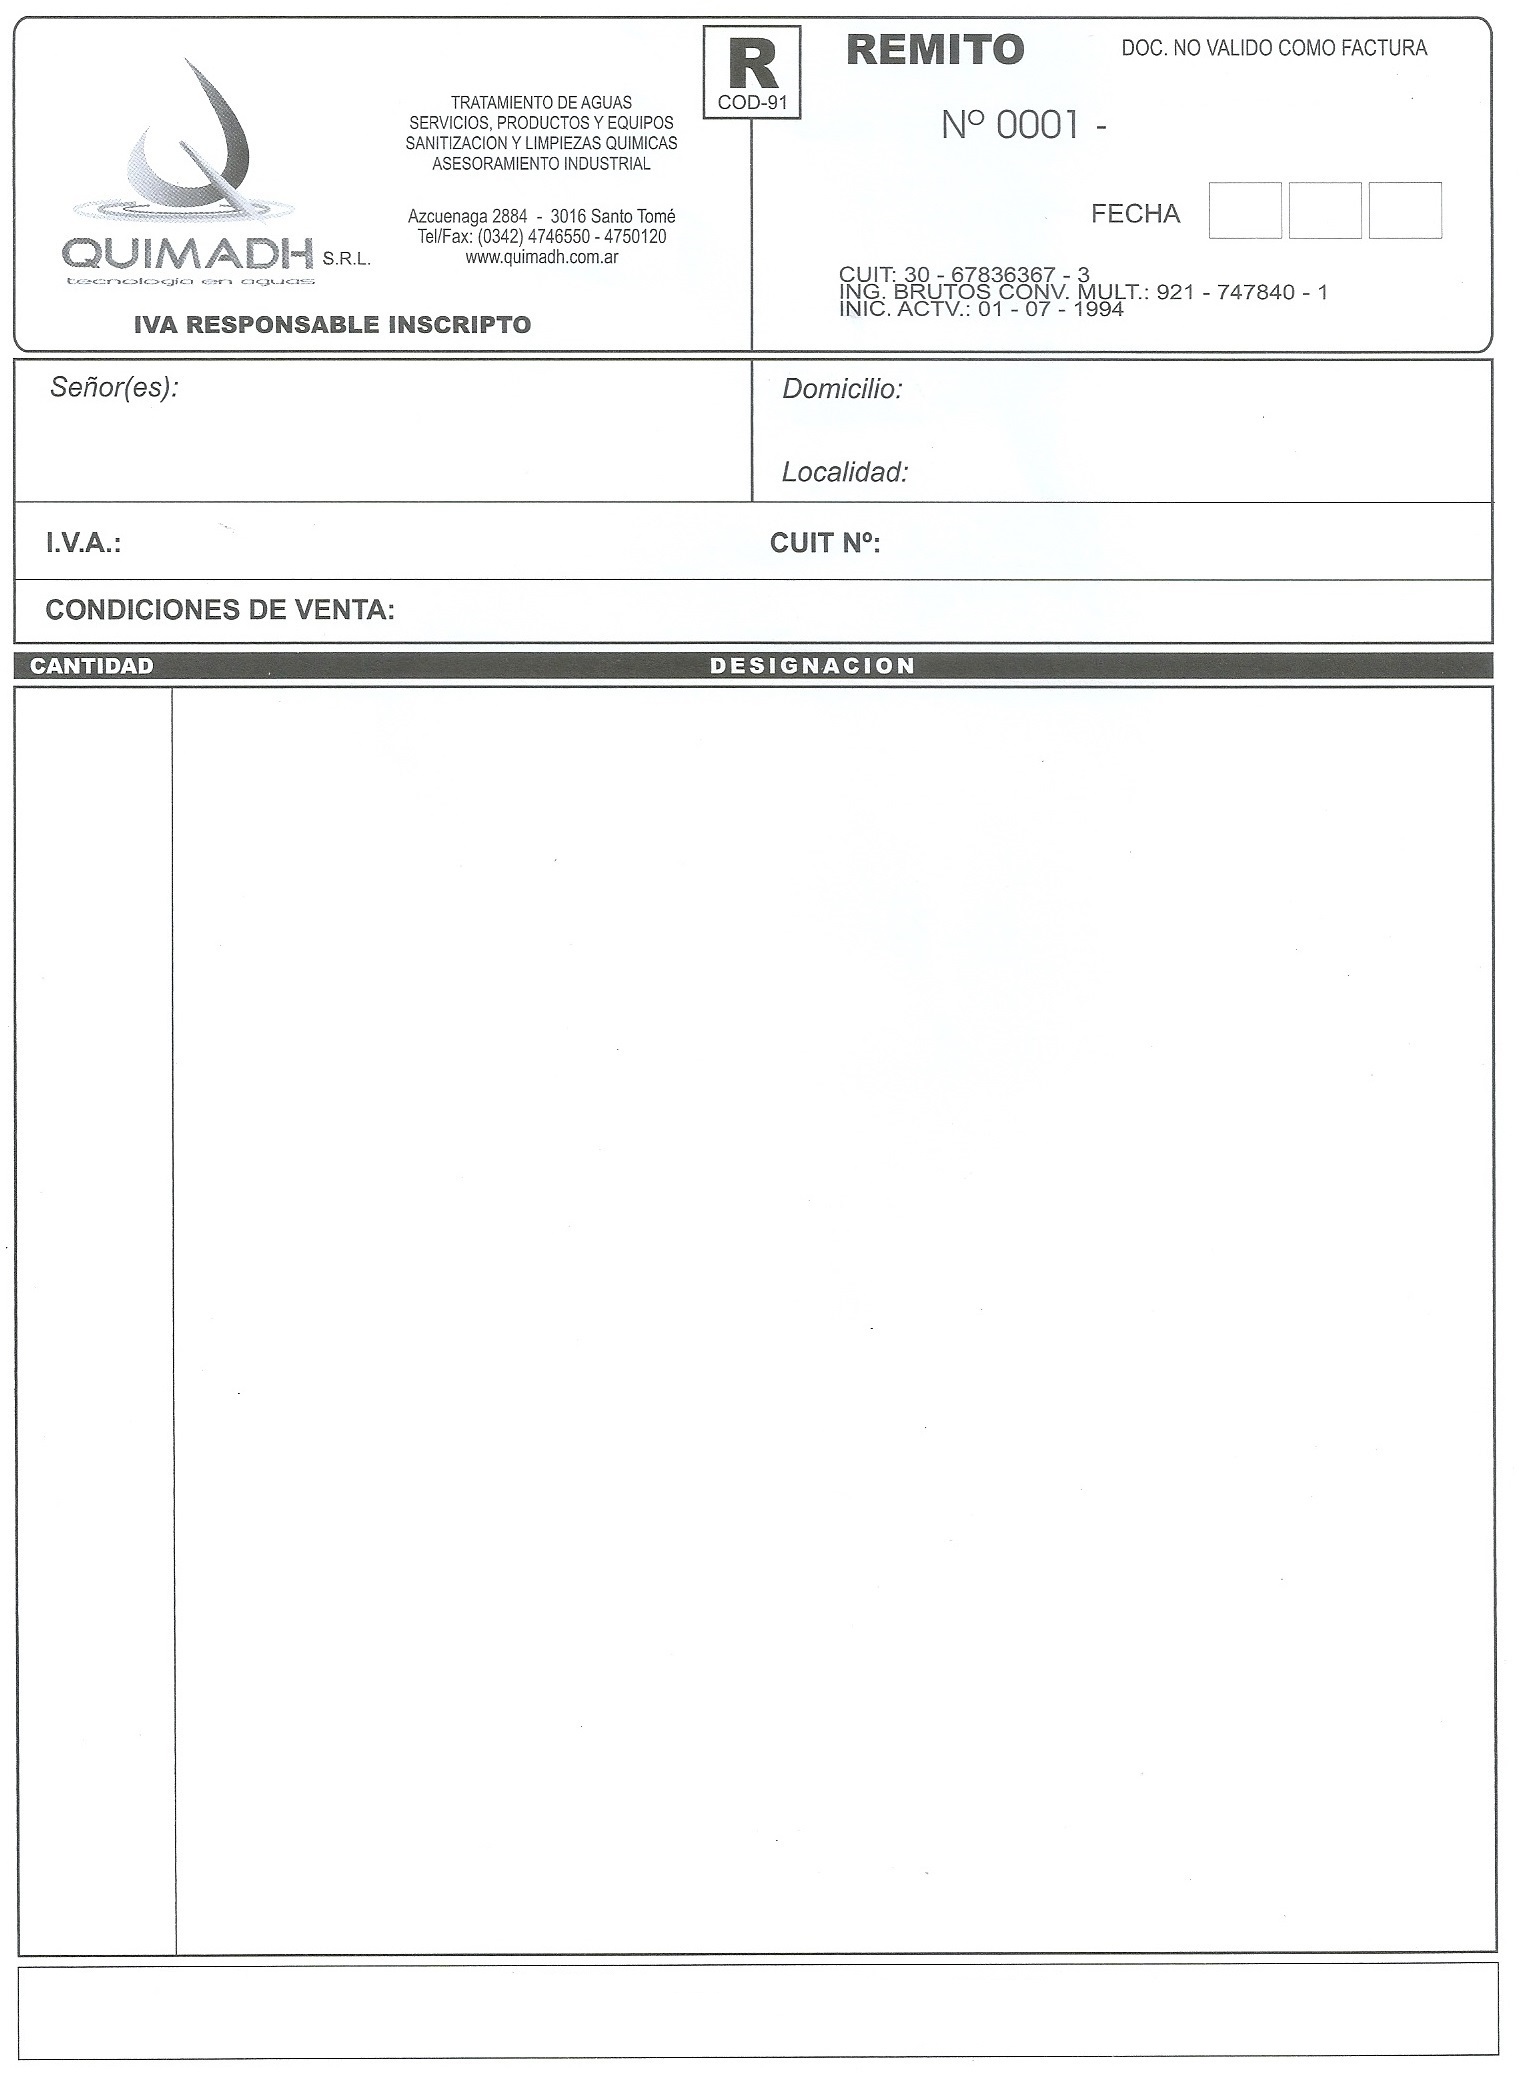 QUIMADH S.R.L.
tecnología en aguas
TRATAMIENTO DE AGUAS
SERVICIOS, PRODUCTOS Y EQUIPOS
SANITIZACION Y LIMPIEZAS QUIMICAS
ASESORAMIENTO INDUSTRIAL
Azcuenaga 2884 - 3016 Santo Tomé
Tel/Fax: (0342) 4746550 - 4750120
www.quimadh.com.ar
IVA RESPONSABLE INSCRIPTO
R
COD-91
REMITO
DOC. NO VALIDO COMO FACTURA
Nº 0001 -
FECHA
CUIT: 30 - 67836367 - 3
ING. BRUTOS CONV. MULT.: 921 - 747840 - 1
INIC. ACTV.: 01 - 07 - 1994
Señor(es):
Domicilio:
Localidad:
I.V.A.:
CUIT Nº:
CONDICIONES DE VENTA:
CANTIDAD
DESIGNACION